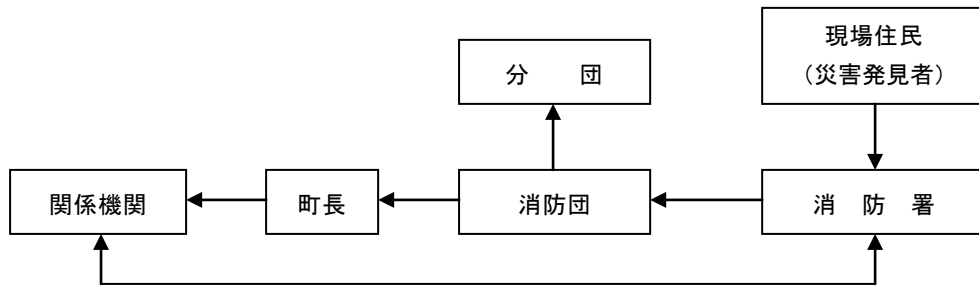 現場住民
（災害発見者）
分　　団
関係機関
町長
消防団
消　防　署